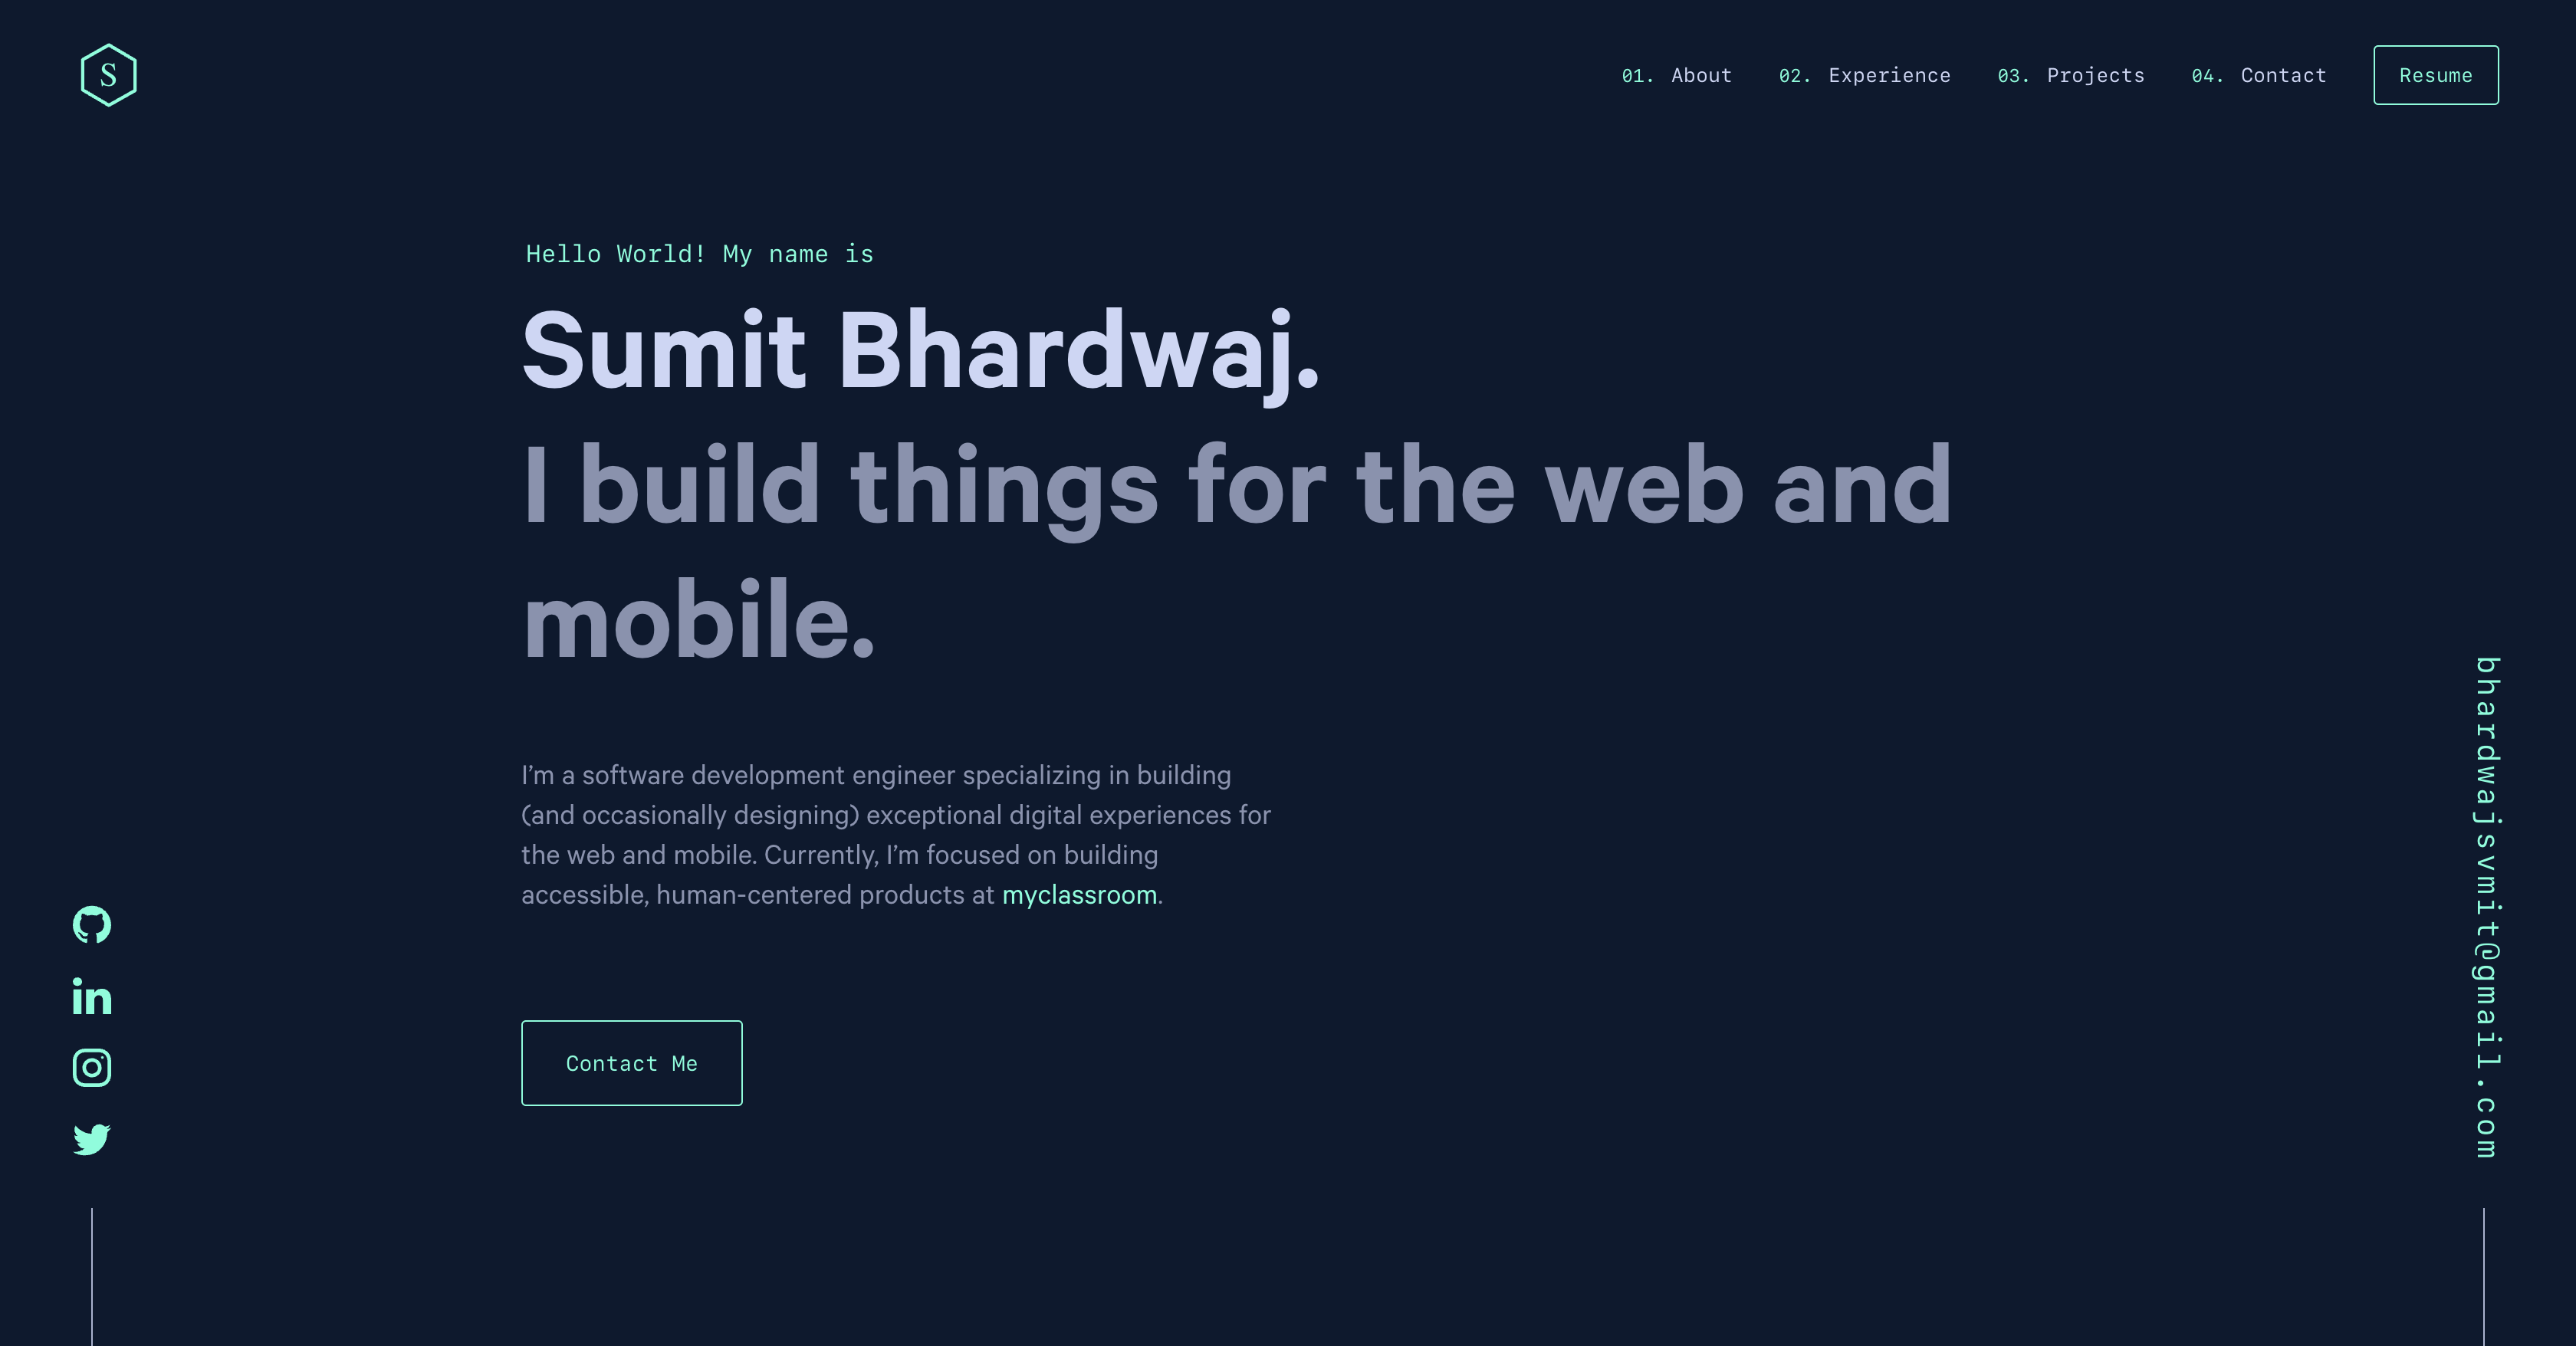 S
01. About 02. Experience 03. Projects 04. Contact Resume
Hello World! My name is
Sumit Bhardwaj.
I build things for the web and
mobile.
I’m a software development engineer specializing in building
(and occasionally designing) exceptional digital experiences for
the web and mobile. Currently, I’m focused on building
accessible, human-centered products at myclassroom.
Contact Me
in
bhardwajsvmit@gmail.com